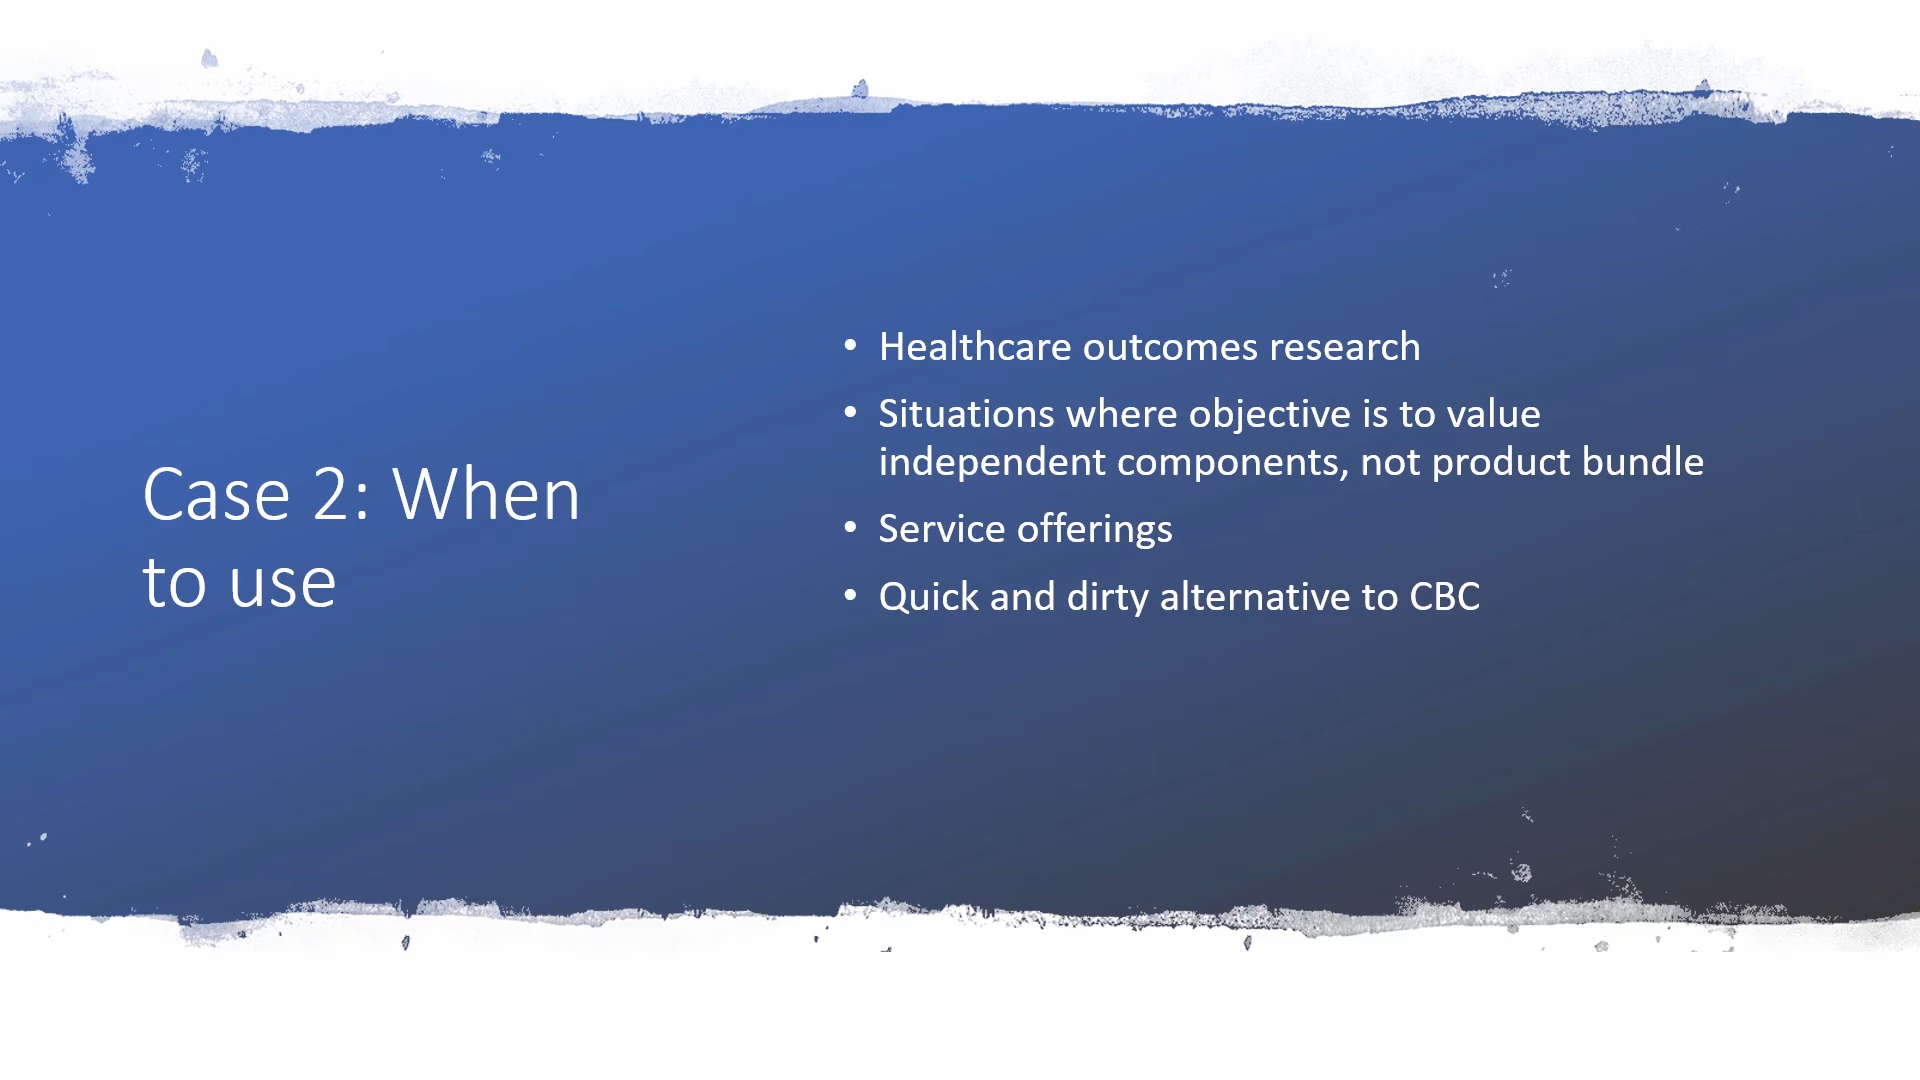 Case 2: When
to use
• Healthcare outcomes research
• Situations where objective is to value
independent components, not product bundle
• Service offerings
• Quick and dirty alternative to CBC